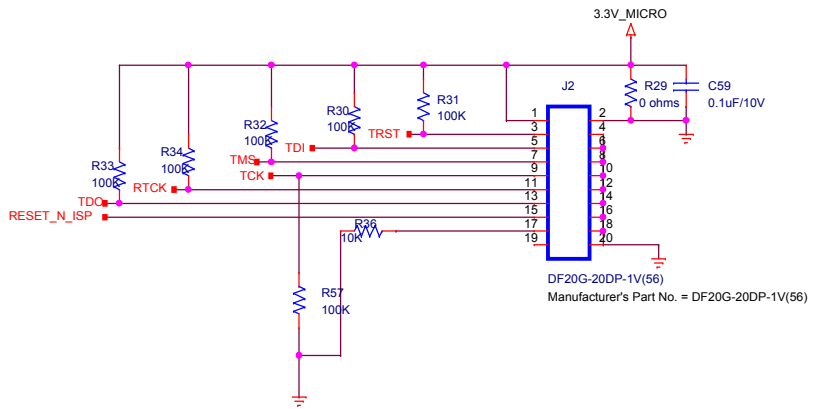 3.3V_MICRO
J2
R29
0 ohms
C59
0.1uF/10V
R31
100K
R30
100K
R32
100K
R34
100K
R33
100K
TRST
TDI
TMS
TCK
RTCK
TDO
RESET_N_ISP
1 2
3 4
5 6
7 8
9 10
11 12
13 14
15 16
17 18
19 20
R36
10K
R57
100K
DF20G-20DP-1V(56)
Manufacturer's Part No. = DF20G-20DP-1V(56)